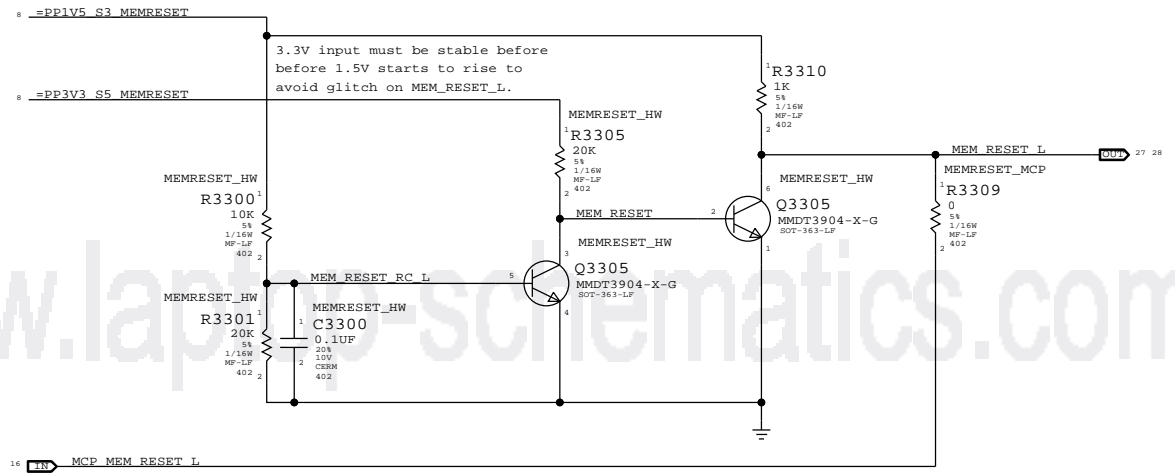 8 =PP1V5_S3_MEMRESET
3.3V input must be stable before
before 1.5V starts to rise to
avoid glitch on MEM_RESET_L.
8 =PP3V3_S5_MEMRESET
1
R3310
1K
5%
1/16W
MF-LF
402
2
MEMRESET_HW
1
R3305
20K
5%
1/16W
MF-LF
402
2
MEM_RESET_L
OUT 27 28
MEMRESET_MCP
1
R3309
0
5%
1/16W
MF-LF
402
2
MEMRESET_HW
R3300
1
10K
5%
1/16W
MF-LF
402
2
MEM_RESET
2
MEMRESET_HW
6
Q3305
MMDT3904-X-G
SOT-363-LF
1
MEMRESET_HW
3
Q3305
MMDT3904-X-G
SOT-363-LF
4
MEM_RESET_RC_L
5
MEMRESET_HW
R3301
1
20K
5%
1/16W
MF-LF
402
2
MEMRESET_HW
1
C3300
0.1UF
20%
10V
CERM
402
2
w.laptop-schematics.com
16 IN MCP_MEM_RESET_L